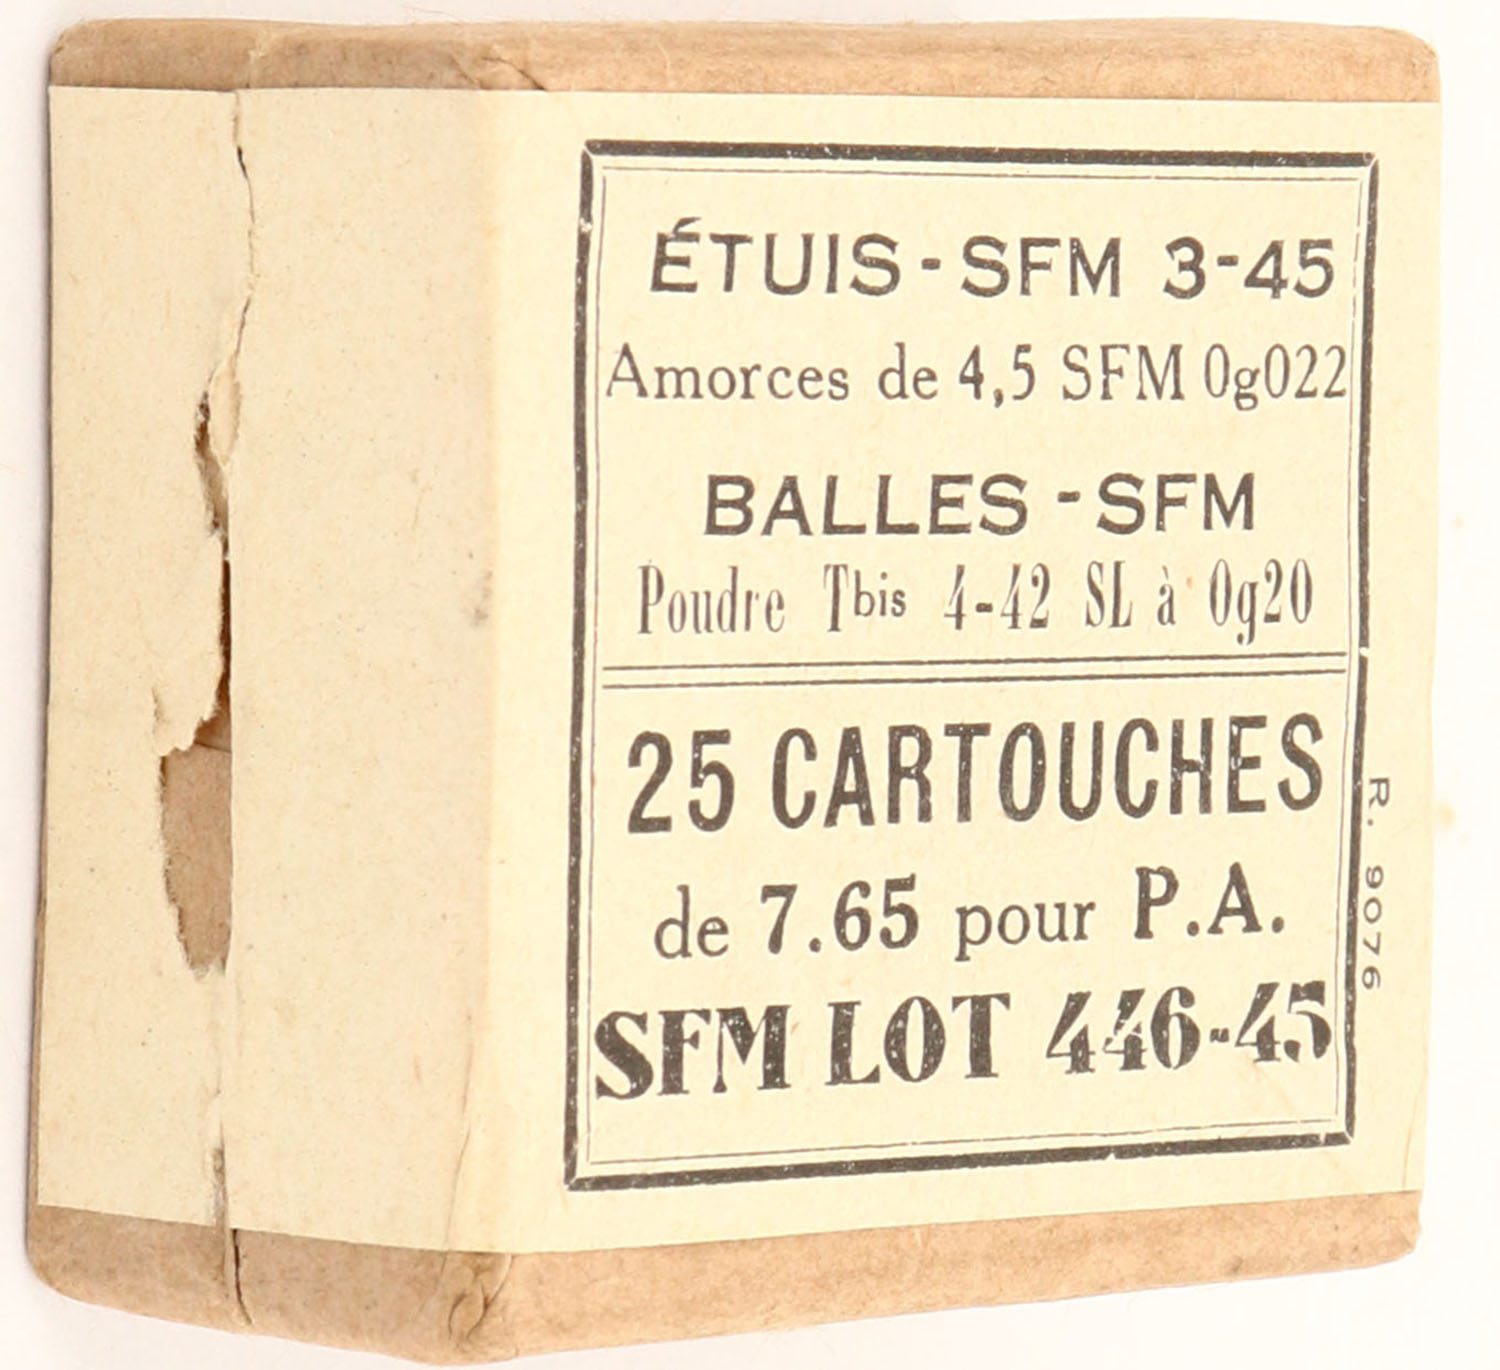 ÉTUIS - SFM 3-45
Amorces de 4,5 SFM 0g022
BALLES - SFM
Poudre Tbis 4-42 SL à 0g20
25 CARTOUCHES
de 7.65 pour P.A.
SFM LOT 446-45
R. 9076